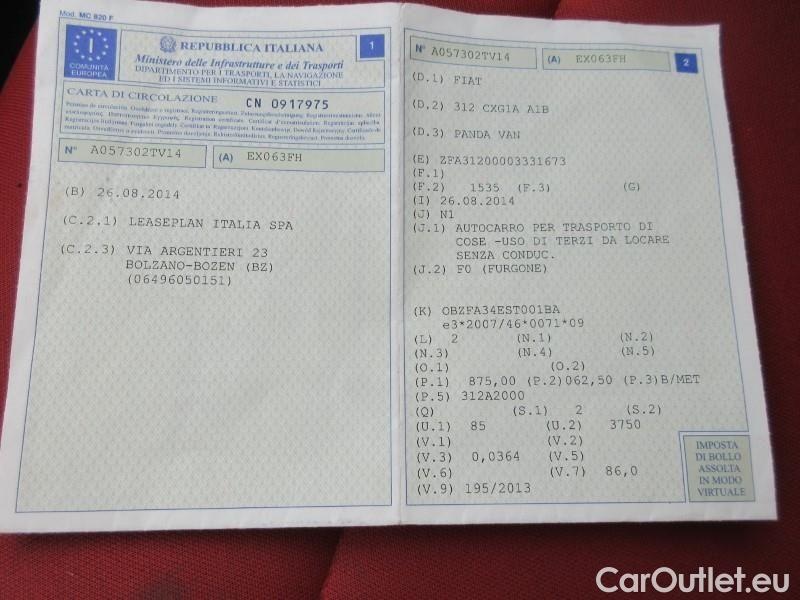 Mod. MC 820 F
I
COMUNITÀ
EUROPEA
REPUBBLICA ITALIANA
Ministero delle Infrastrutture e dei Trasporti
DIPARTIMENTO PER I TRASPORTI, LA NAVIGAZIONE
ED I SISTEMI INFORMATIVI E STATISTICI
1
CARTA DI CIRCOLAZIONE
CN 0917975
N° A057302TV14
(A) EX063FH
(B) 26.08.2014
(C.2.1) LEASEPLAN ITALIA SPA
(C.2.3) VIA ARGENTIERI 23
BOLZANO-BOZEN (BZ)
(06496050151)
N° A057302TV14
(A) EX063FH
2
(D.1) FIAT
(D.2) 312 CXG1A A1B
(D.3) PANDA VAN
(E) ZFA31200003331673
(F.1)
(F.2) 1535 (F.3) (G)
(I) 26.08.2014
(J) N1
(J.1) AUTOCARRO PER TRASPORTO DI
COSE -USO DI TERZI DA LOCARE
SENZA CONDUC.
(J.2) F0 (FURGONE)
(K) OBZFA34EST001BA
e3*2007/46*0071*09
(L) 2 (N.1) (N.2)
(N.3) (N.4) (N.5)
(O.1) (O.2)
(P.1) 875,00 (P.2)062,50 (P.3)B/MET
(P.5) 312A2000
(Q) (S.1) 2 (S.2)
(U.1) 85 (U.2) 3750
(V.1) (V.2)
(V.3) 0,0364 (V.5)
(V.6) (V.7) 86,0
(V.9) 195/2013
IMPOSTA
DI BOLLO
ASSOLTA
IN MODO
VIRTUALE
CarOutlet.eu